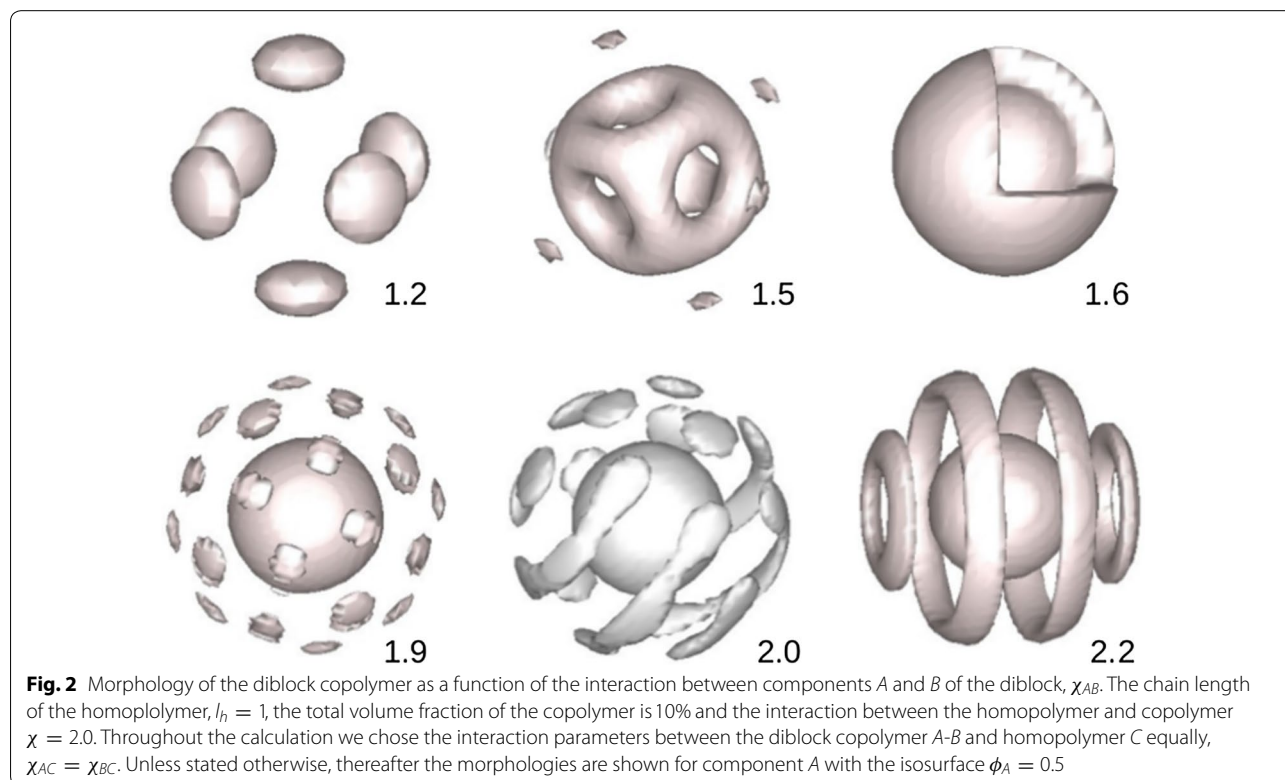 1.2
1.5
1.6
1.9
2.0
2.2
Fig. 2 Morphology of the diblock copolymer as a function of the interaction between components A and B of the diblock, χAB. The chain length
of the homoplolymer, lh = 1, the total volume fraction of the copolymer is 10% and the interaction between the homopolymer and copolymer
χ = 2.0. Throughout the calculation we chose the interaction parameters between the diblock copolymer A-B and homopolymer C equally,
χAC = χBC. Unless stated otherwise, thereafter the morphologies are shown for component A with the isosurface ϕA = 0.5